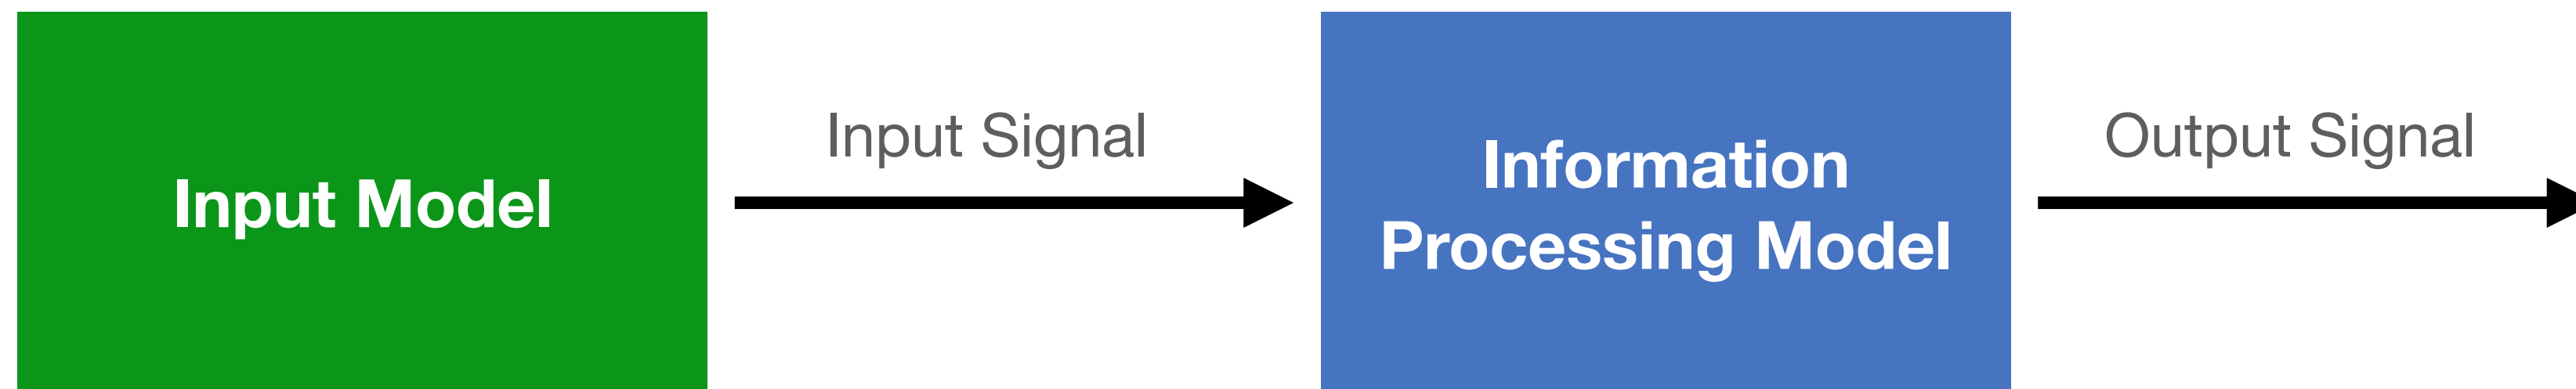 Input Model
Input Signal
Information
Processing Model
Output Signal